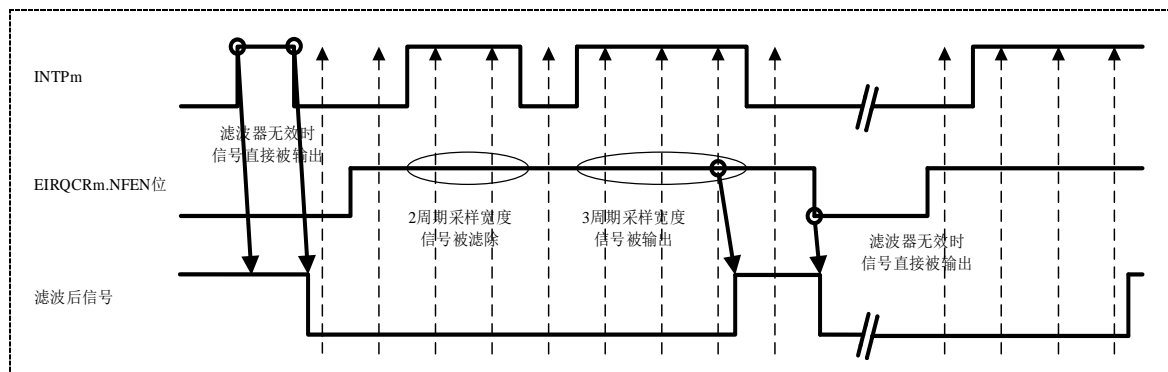 INTPm
滤波器无效时
信号直接被输出
EIRQCRm.NFEN位
2周期采样宽度
信号被滤除
3周期采样宽度
信号被输出
滤波器无效时
信号直接被输出
滤波后信号